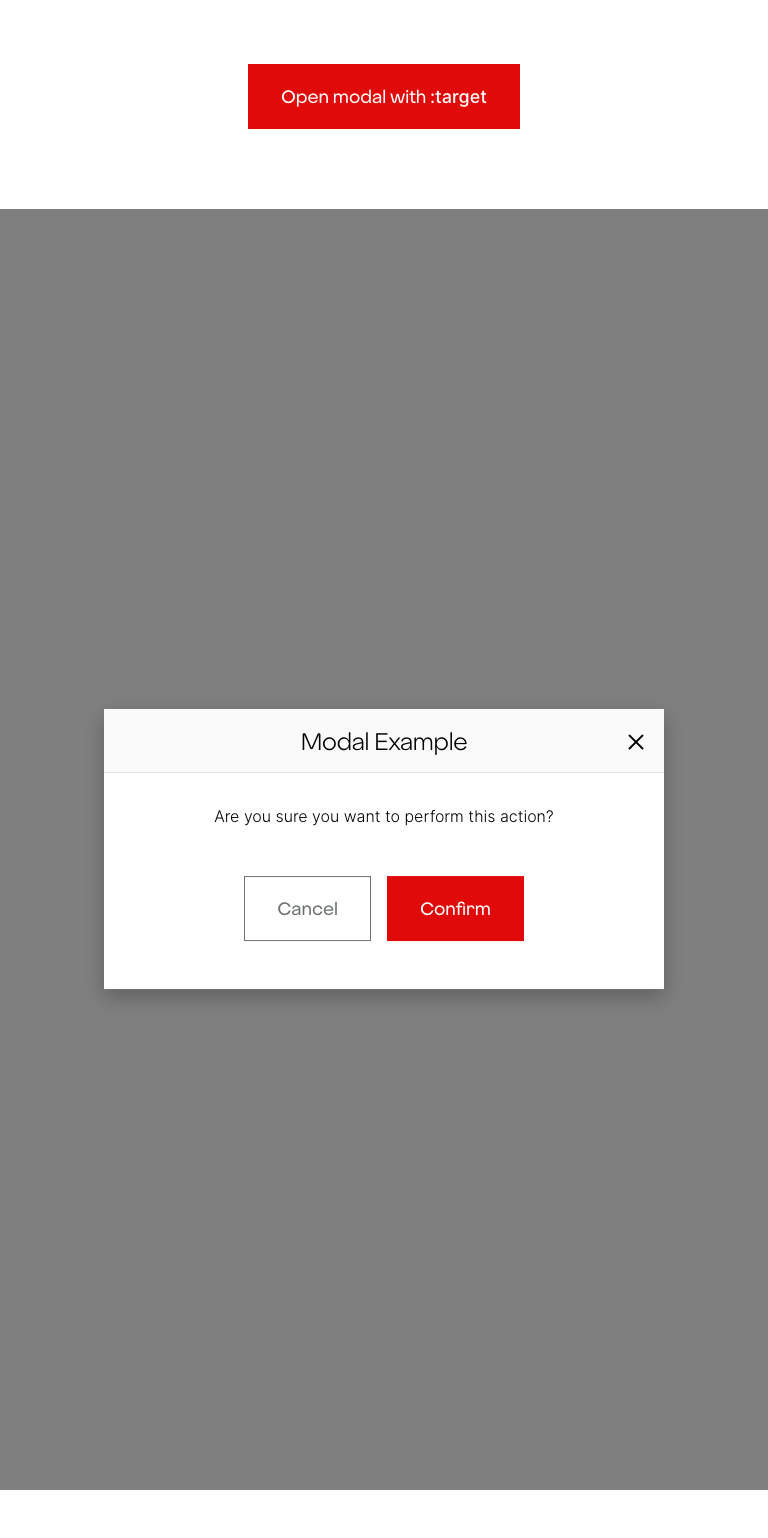 Open modal with :target
Modal Example
Are you sure you want to perform this action?
Cancel
Confirm